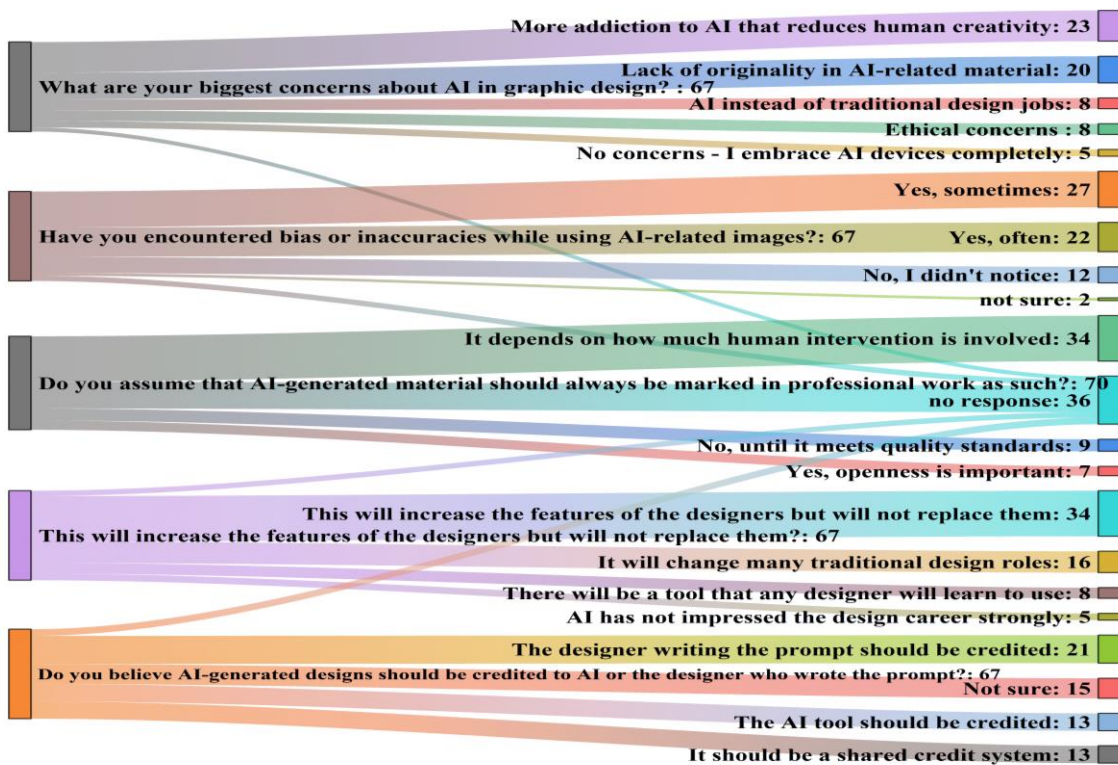 More addiction to AI that reduces human creativity: 23
Lack of originality in AI-related material: 20
What are your biggest concerns about AI in graphic design? : 67
AI instead of traditional design jobs: 8
Ethical concerns : 8
No concerns - I embrace AI devices completely: 5
Yes, sometimes: 27
Have you encountered bias or inaccuracies while using AI-related images?: 67
Yes, often: 22
No, I didn't notice: 12
not sure: 2
It depends on how much human intervention is involved: 34
Do you assume that AI-generated material should always be marked in professional work as such?: 70
no response: 36
No, until it meets quality standards: 9
Yes, openness is important: 7
This will increase the features of the designers but will not replace them: 34
This will increase the features of the designers but will not replace them?: 67
It will change many traditional design roles: 16
There will be a tool that any designer will learn to use: 8
AI has not impressed the design career strongly: 5
The designer writing the prompt should be credited: 21
Do you believe AI-generated designs should be credited to AI or the designer who wrote the prompt?: 67
Not sure: 15
The AI tool should be credited: 13
It should be a shared credit system: 13